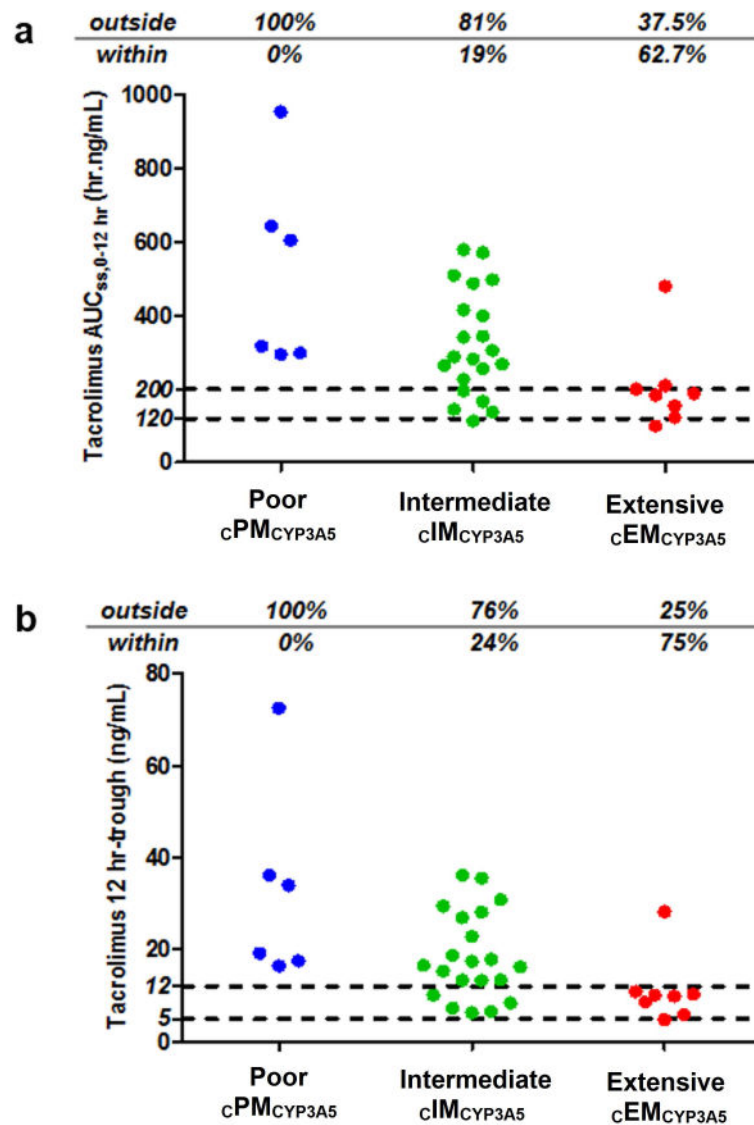 a
outside 100% 81% 37.5%
within 0% 19% 62.7%
Tacrolimus AUCss,0-12 hr (hr.ng/mL)
1000
800
600
400
200
120
0
Poor Intermediate Extensive
cPMCYP3A5 cIMCYP3A5 cEMCYP3A5
b
outside 100% 76% 25%
within 0% 24% 75%
Tacrolimus 12 hr-trough (ng/mL)
80
60
40
20
12
5
0
Poor Intermediate Extensive
cPMCYP3A5 cIMCYP3A5 cEMCYP3A5